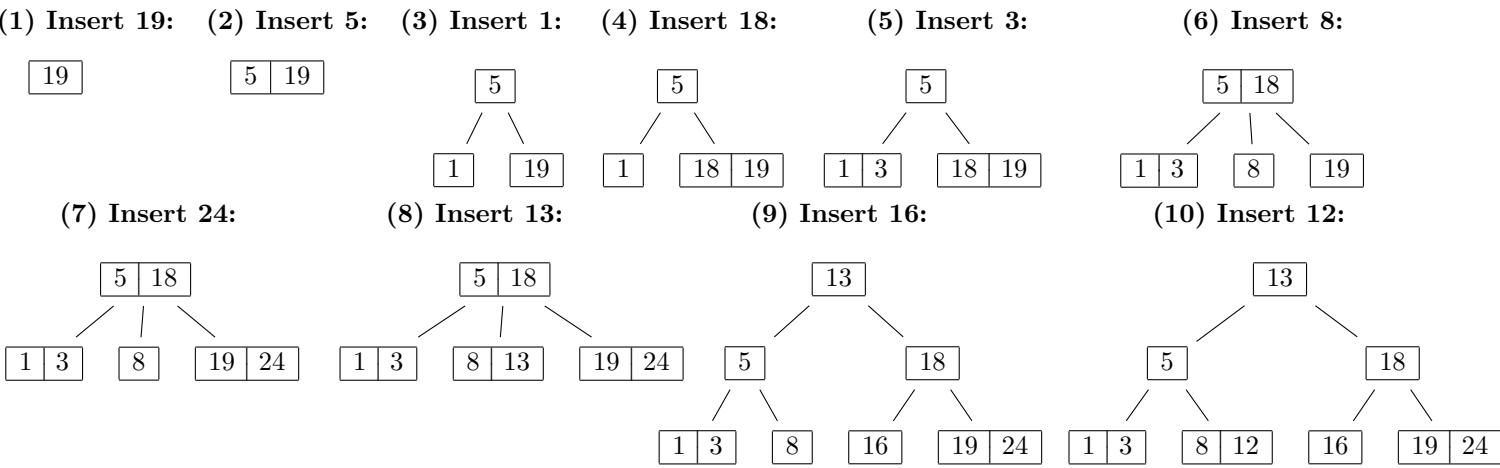 (1) Insert 19: (2) Insert 5: (3) Insert 1: (4) Insert 18: (5) Insert 3: (6) Insert 8:
19 5 19 5 5 5 5 18
1 19 1 18 19 1 3 18 19 1 3 8 19
(7) Insert 24: (8) Insert 13: (9) Insert 16: (10) Insert 12:
5 18 5 18 13 13
1 3 8 19 24 1 3 8 13 19 24 5 18 5 18
1 3 8 16 19 24 1 3 8 12 16 19 24